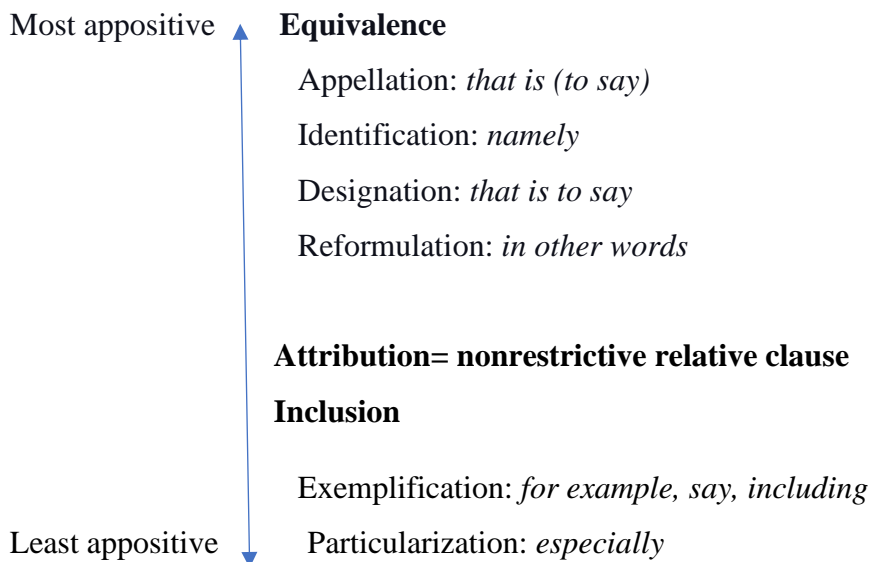 Most appositive Equivalence
Appellation: that is (to say)
Identification: namely
Designation: that is to say
Reformulation: in other words
Attribution= nonrestrictive relative clause
Inclusion
Exemplification: for example, say, including
Least appositive Particularization: especially